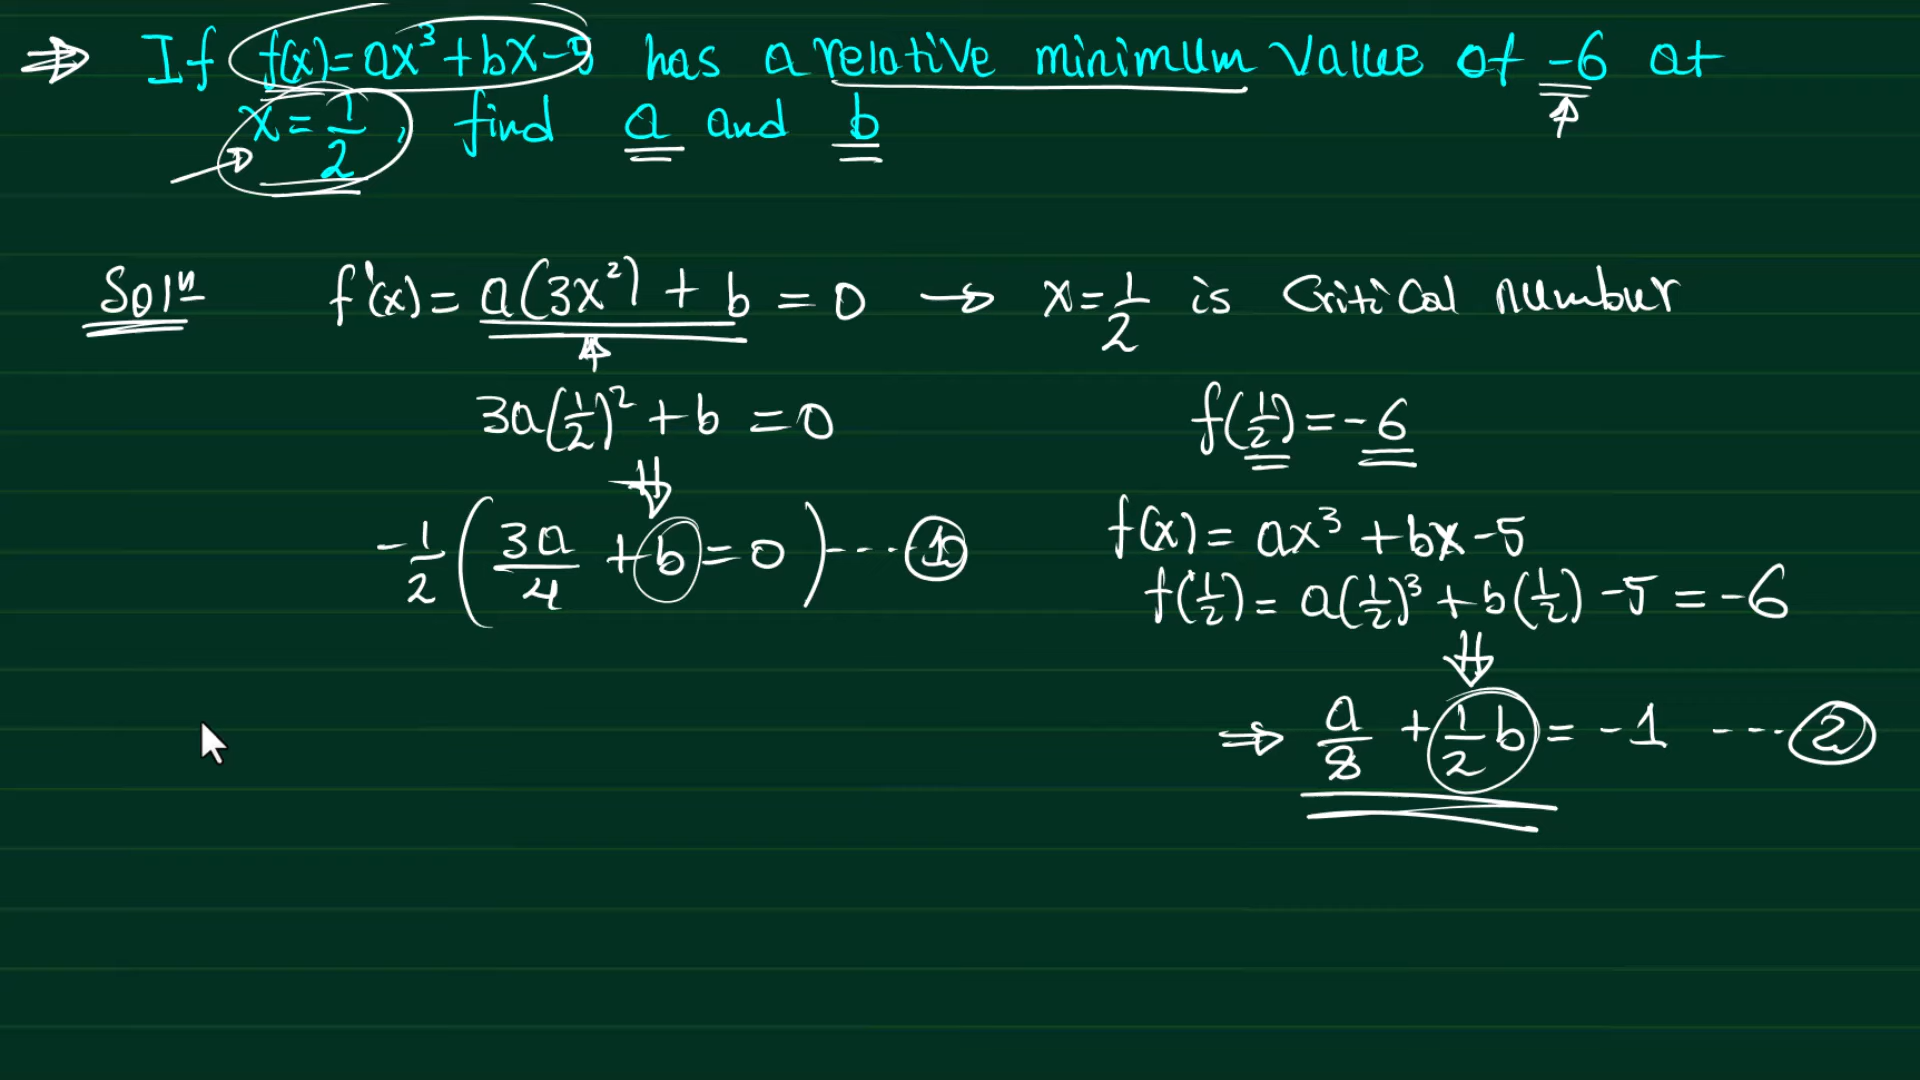 ⇒ If f(x) = ax³ + bx - 5 has a relative minimum value of -6 at
x = 1/2, find a and b
Solⁿ f'(x) = a(3x²) + b = 0 → x = 1/2 is critical number
3a(1/2)² + b = 0
f(1/2) = -6
-1/2 (3a/4 + b = 0) --- ①
f(x) = ax³ + bx - 5
f(1/2) = a(1/2)³ + b(1/2) - 5 = -6
⇒ a/8 + 1/2 b = -1 --- ②